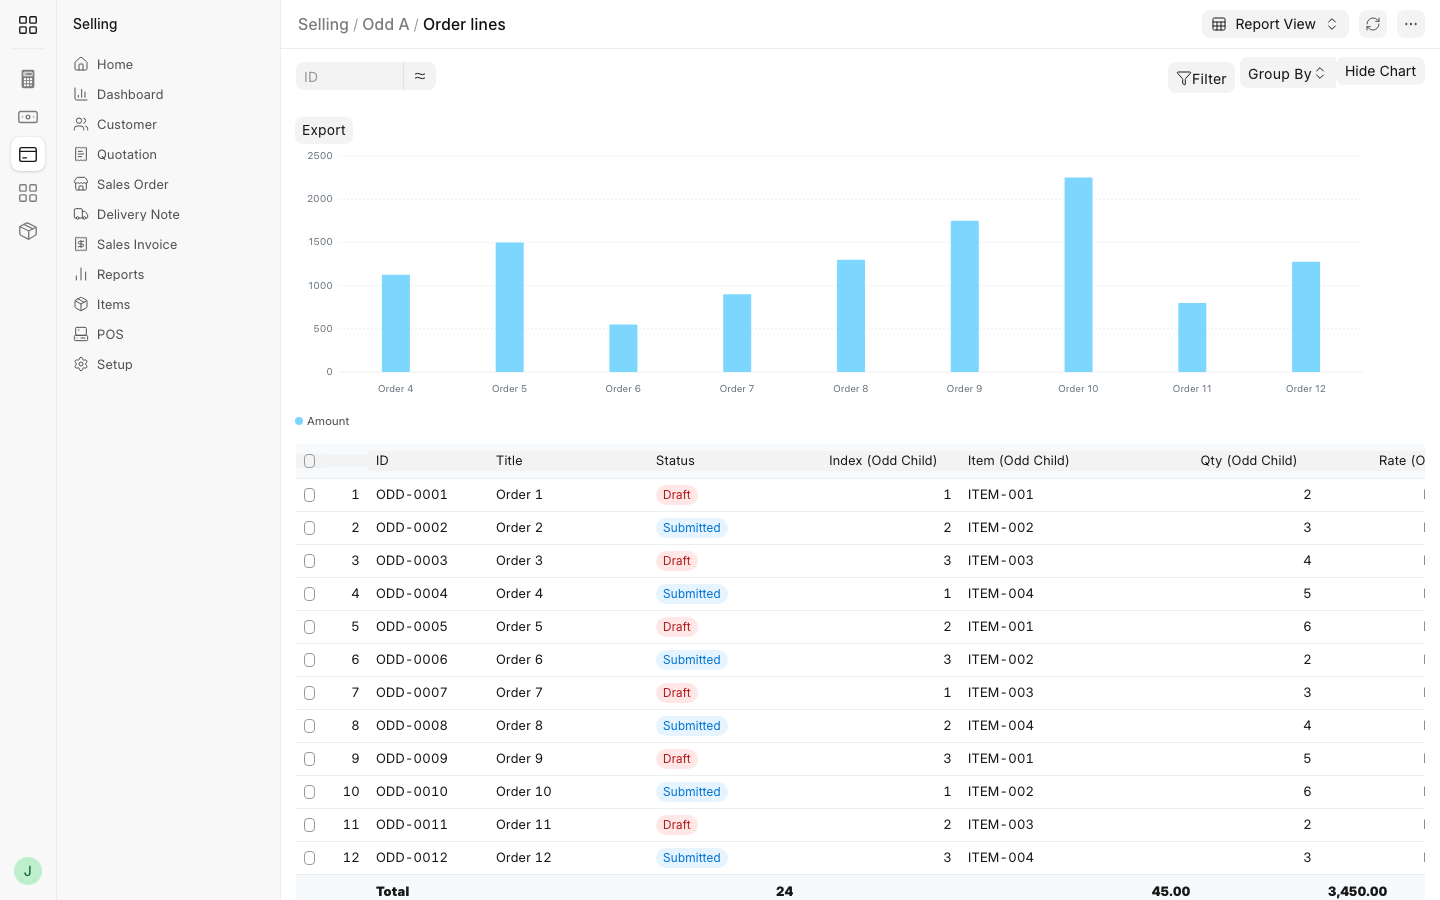 Selling
Home
Dashboard
Customer
Quotation
Sales Order
Delivery Note
Sales Invoice
Reports
Items
POS
Setup
J
Selling / Odd A / Order lines
Report View
ID ≈
Filter
Group By
Hide Chart
Export
2500
2000
1500
1000
500
0
Order 4 Order 5 Order 6 Order 7 Order 8 Order 9 Order 10 Order 11 Order 12
Amount
ID Title Status Index (Odd Child) Item (Odd Child) Qty (Odd Child) Rate (O
1 ODD-0001 Order 1 Draft 1 ITEM-001 2
2 ODD-0002 Order 2 Submitted 2 ITEM-002 3
3 ODD-0003 Order 3 Draft 3 ITEM-003 4
4 ODD-0004 Order 4 Submitted 1 ITEM-004 5
5 ODD-0005 Order 5 Draft 2 ITEM-001 6
6 ODD-0006 Order 6 Submitted 3 ITEM-002 2
7 ODD-0007 Order 7 Draft 1 ITEM-003 3
8 ODD-0008 Order 8 Submitted 2 ITEM-004 4
9 ODD-0009 Order 9 Draft 3 ITEM-001 5
10 ODD-0010 Order 10 Submitted 1 ITEM-002 6
11 ODD-0011 Order 11 Draft 2 ITEM-003 2
12 ODD-0012 Order 12 Submitted 3 ITEM-004 3
Total 24 45.00 3,450.00